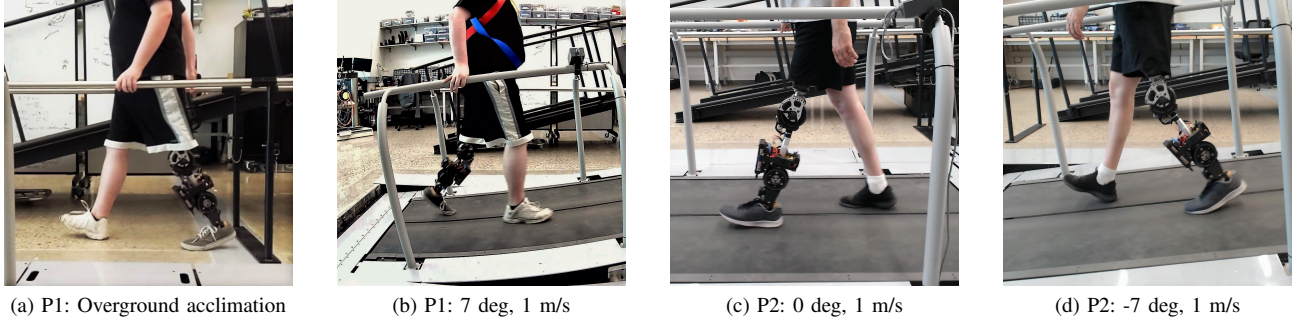 (a) P1: Overground acclimation
(b) P1: 7 deg, 1 m/s
(c) P2: 0 deg, 1 m/s
(d) P2: -7 deg, 1 m/s